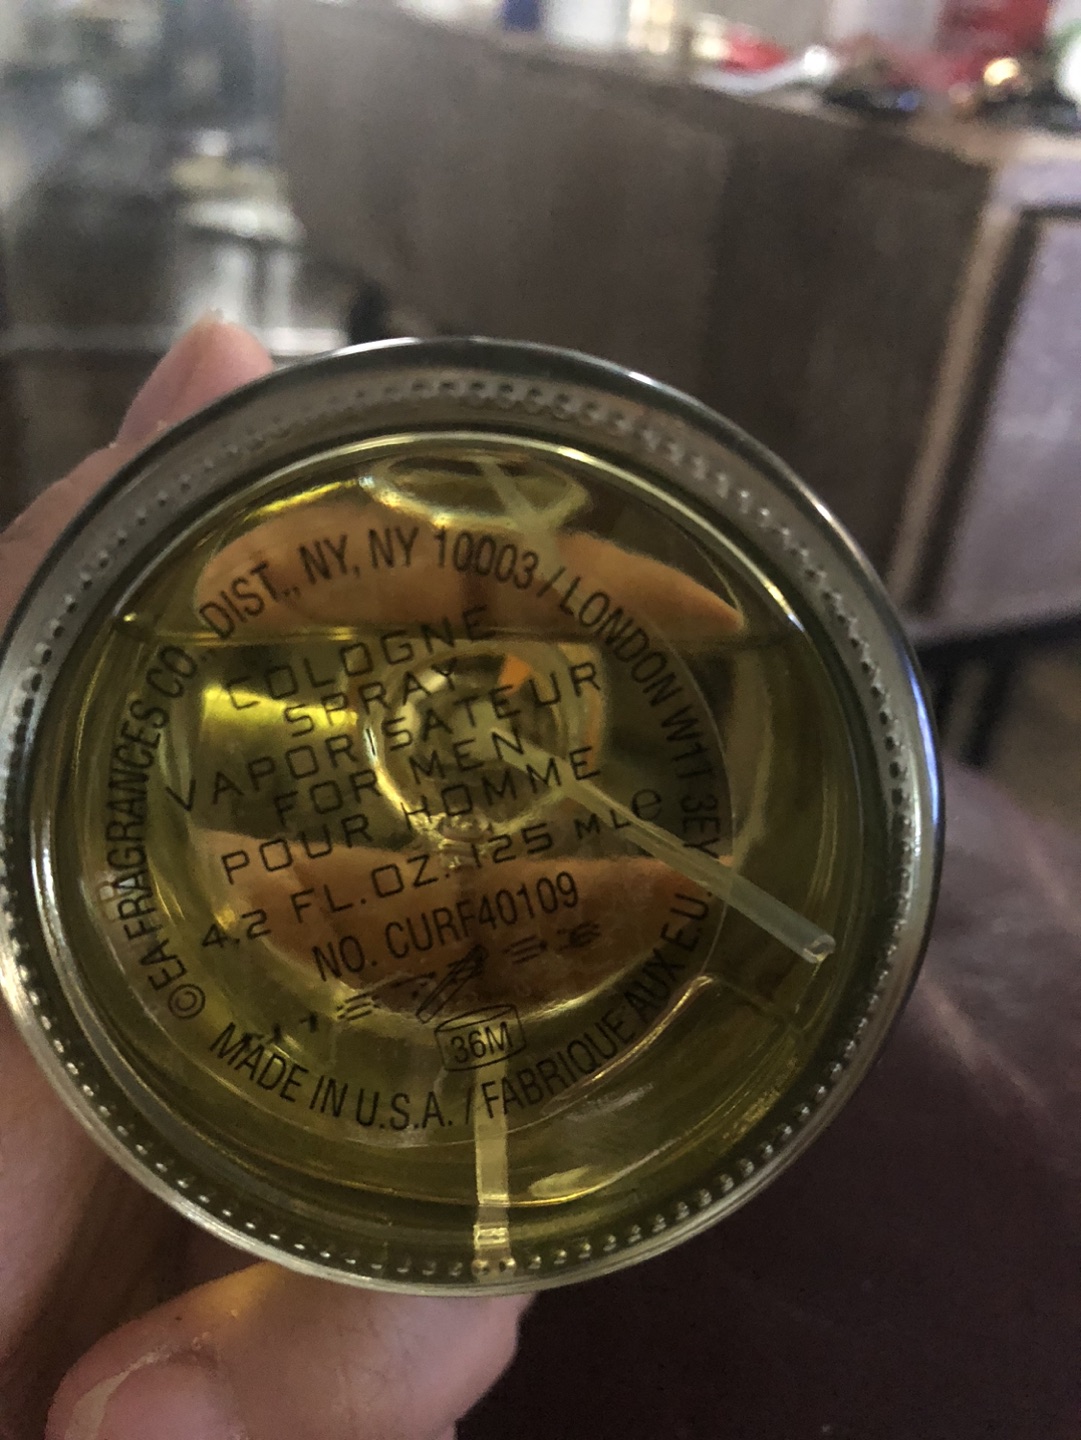 ©EA FRAGRANCES CO. DIST., NY, NY 10003 / LONDON W1T 3EY
COLOGNE
SPRAY
VAPORISATEUR
FOR MEN
POUR HOMME
4.2 FL.OZ. 125 ML e
NO. CURF40109
36M
MADE IN U.S.A. / FABRIQUE AUX E.U.